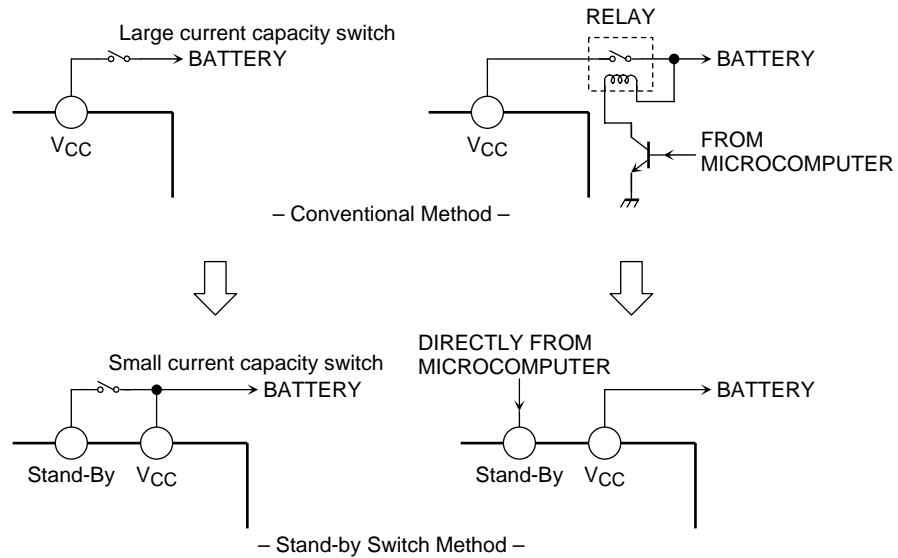 Large current capacity switch
BATTERY
VCC
RELAY
BATTERY
VCC
FROM
MICROCOMPUTER
– Conventional Method –
Small current capacity switch
BATTERY
Stand-By
VCC
DIRECTLY FROM
MICROCOMPUTER
BATTERY
Stand-By
VCC
– Stand-by Switch Method –